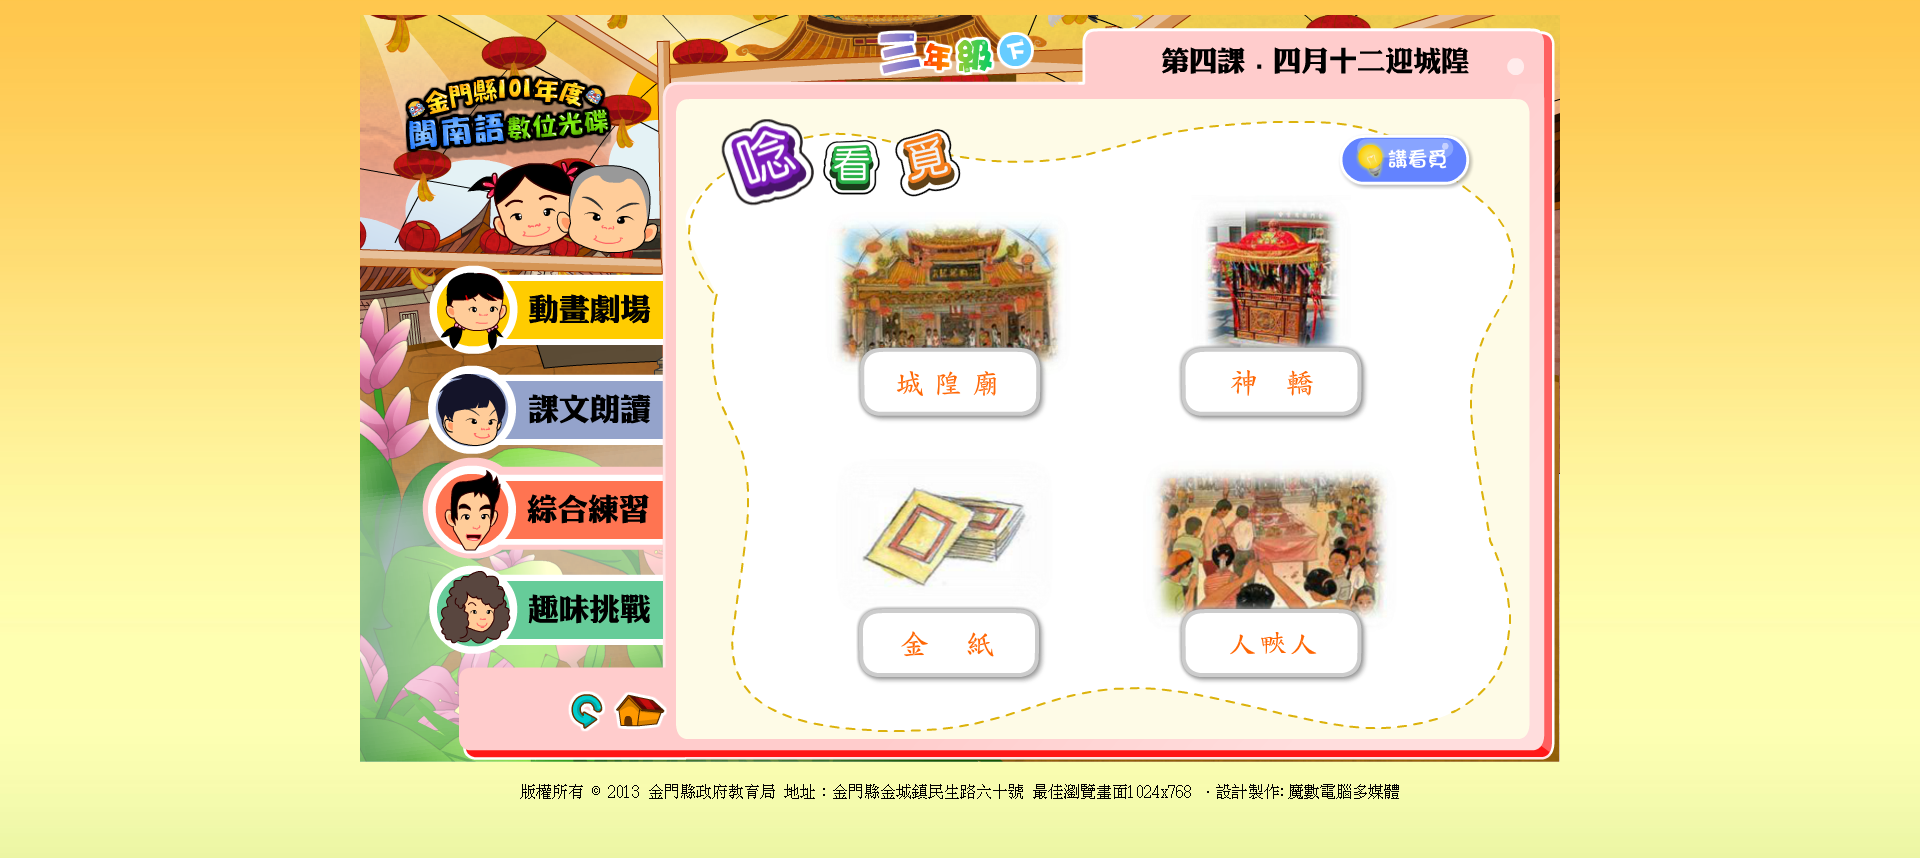 三年級下
第四課．四月十二迎城隍
金門縣101年度
閩南語數位光碟
唸看覓
講看覓
動畫劇場
課文朗讀
綜合練習
趣味挑戰
城隍廟
神轎
金紙
人𤲍人
版權所有 © 2013 金門縣政府教育局 地址：金門縣金城鎮民生路六十號 最佳瀏覽畫面1024x768 ‧設計製作: 魔數電腦多媒體